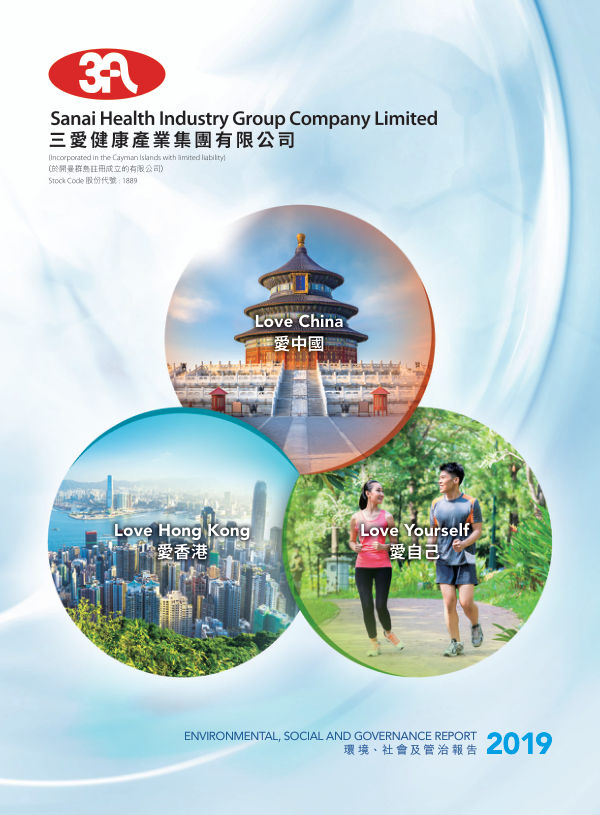 Sanai Health Industry Group Company Limited
三愛健康產業集團有限公司
(Incorporated in the Cayman Islands with limited liability)
(於開曼群島註冊成立的有限公司)
Stock Code 股份代號 : 1889
Love China
愛中國
Love Hong Kong
愛香港
Love Yourself
愛自己
ENVIRONMENTAL, SOCIAL AND GOVERNANCE REPORT
環境、社會及管治報告 2019